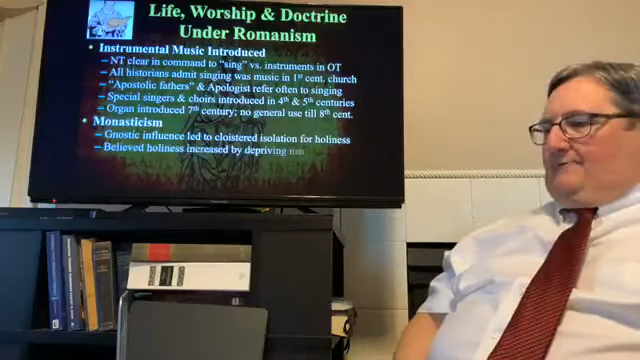 Life, Worship & Doctrine
Under Romanism
• Instrumental Music Introduced
– NT clear in command to "sing" vs. instruments in OT
– All historians admit singing was music in 1st cent. church
– "Apostolic fathers" & Apologist refer often to singing
– Special singers & choirs introduced in 4th & 5th centuries
– Organ introduced 7th century; no general use till 8th cent.
• Monasticism
– Gnostic influence led to cloistered isolation for holiness
– Believed holiness increased by depriving